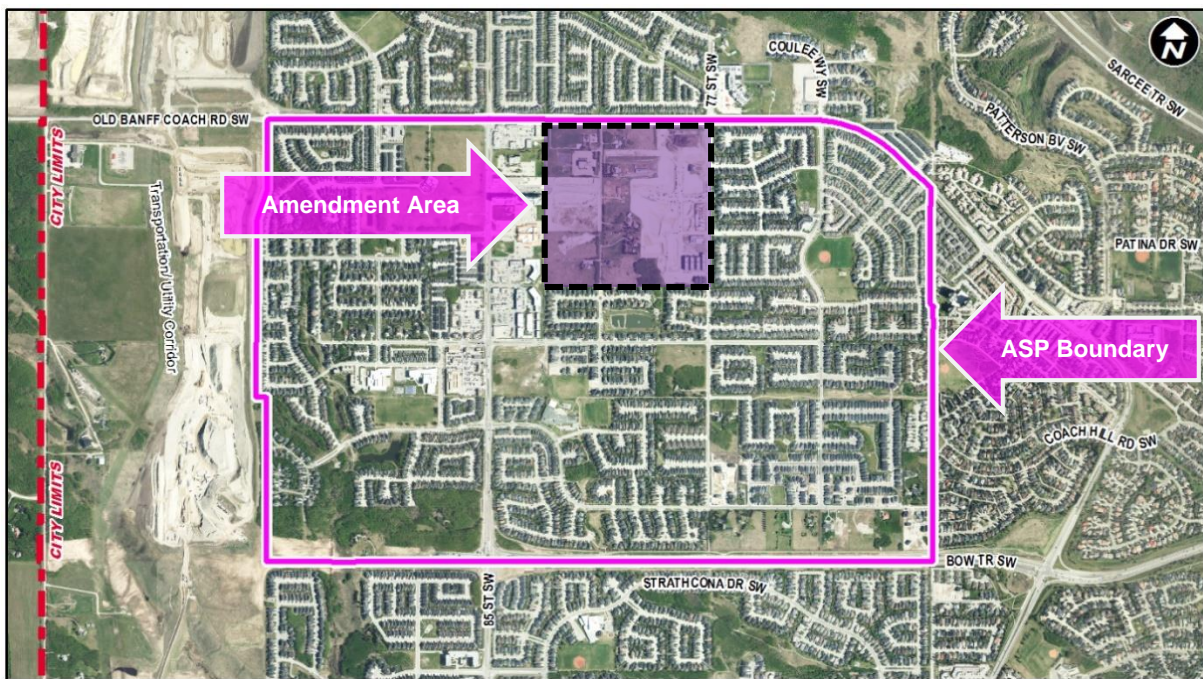 N
COULEE WY SW
77 ST SW
SARCEE TR SW
OLD BANFF COACH RD SW
PATTERSON BV SW
CITY LIMITS
Transportation/Utility Corridor
Amendment Area
PATINA DR SW
ASP Boundary
COACH HILL RD SW
CITY LIMITS
BOW TR SW
STRATHCONA DR SW
85 ST SW